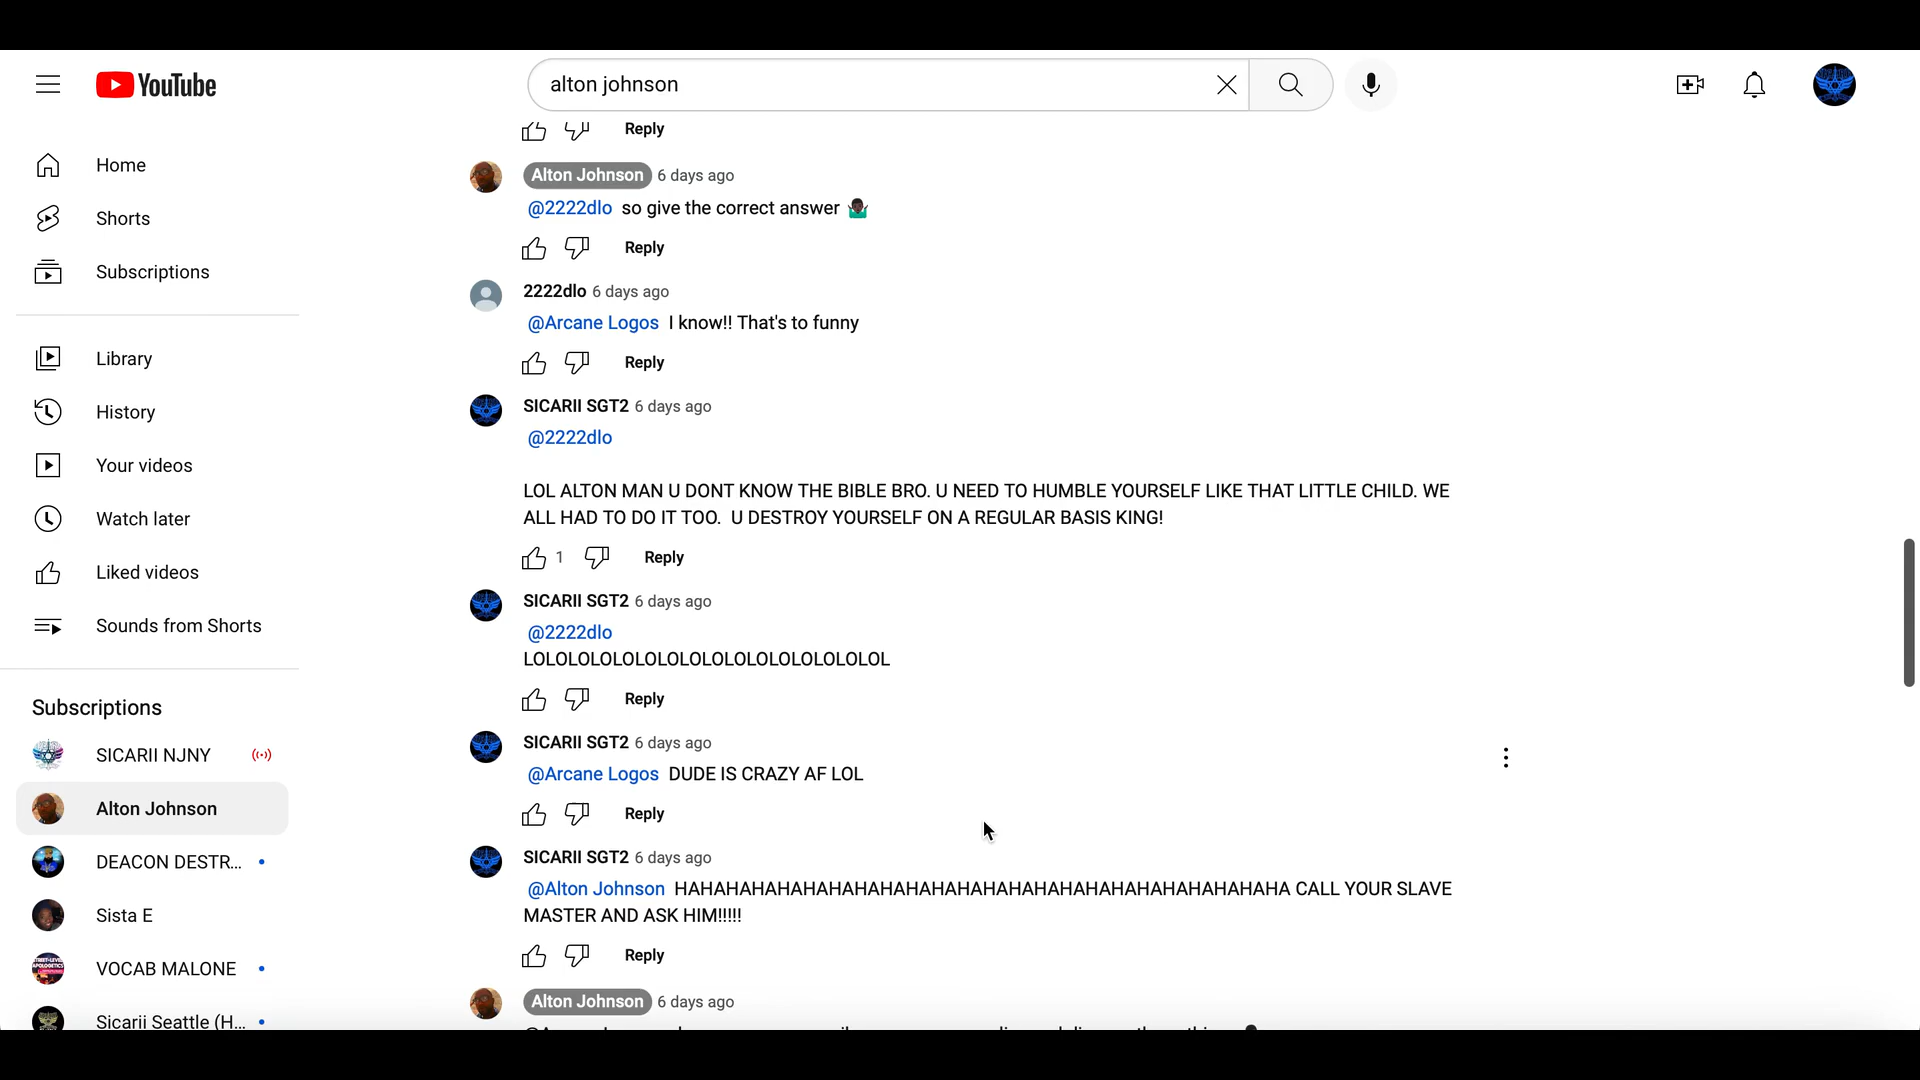 YouTube
alton johnson
Home
Shorts
Subscriptions
Library
History
Your videos
Watch later
Liked videos
Sounds from Shorts
Subscriptions
SICARII NJNY
Alton Johnson
DEACON DESTR...
Sista E
VOCAB MALONE
Sicarii Seattle (H...
Reply
Alton Johnson 6 days ago
@2222dlo so give the correct answer 🤷🏿‍♂️
Reply
2222dlo 6 days ago
@Arcane Logos I know!! That's to funny
Reply
SICARII SGT2 6 days ago
@2222dlo
LOL ALTON MAN U DONT KNOW THE BIBLE BRO. U NEED TO HUMBLE YOURSELF LIKE THAT LITTLE CHILD. WE
ALL HAD TO DO IT TOO. U DESTROY YOURSELF ON A REGULAR BASIS KING!
1 Reply
SICARII SGT2 6 days ago
@2222dlo
LOLOLOLOLOLOLOLOLOLOLOLOLOLOLOL
Reply
SICARII SGT2 6 days ago
@Arcane Logos DUDE IS CRAZY AF LOL
Reply
SICARII SGT2 6 days ago
@Alton Johnson HAHAHAHAHAHAHAHAHAHAHAHAHAHAHAHAHAHAHAHAHAHAHAHA CALL YOUR SLAVE
MASTER AND ASK HIM!!!!!
Reply
Alton Johnson 6 days ago